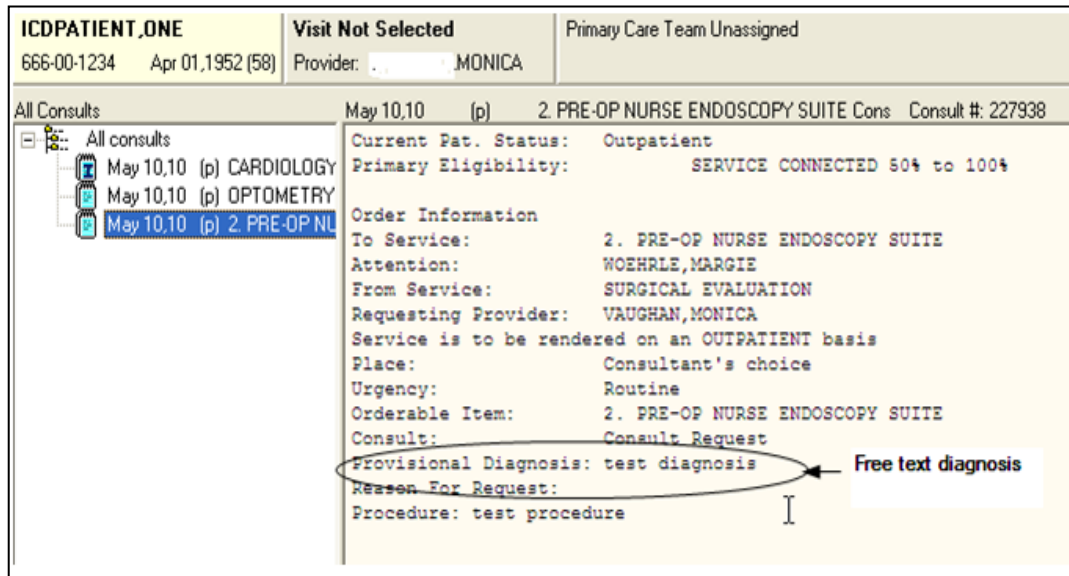 ICDPATIENT,ONE
666-00-1234 Apr 01,1952 (58)
Visit Not Selected
Provider: . ,MONICA
Primary Care Team Unassigned
All Consults
All consults
May 10,10 (p) CARDIOLOGY
May 10,10 (p) OPTOMETRY
May 10,10 (p) 2. PRE-OP NU
May 10,10 (p) 2. PRE-OP NURSE ENDOSCOPY SUITE Cons Consult #: 227938
Current Pat. Status: Outpatient
Primary Eligibility: SERVICE CONNECTED 50% to 100%
Order Information
To Service: 2. PRE-OP NURSE ENDOSCOPY SUITE
Attention: WOEHRLE,MARGIE
From Service: SURGICAL EVALUATION
Requesting Provider: VAUGHAN,MONICA
Service is to be rendered on an OUTPATIENT basis
Place: Consultant's choice
Urgency: Routine
Orderable Item: 2. PRE-OP NURSE ENDOSCOPY SUITE
Consult: Consult Request
Provisional Diagnosis: test diagnosis
Free text diagnosis
Reason For Request:
Procedure: test procedure